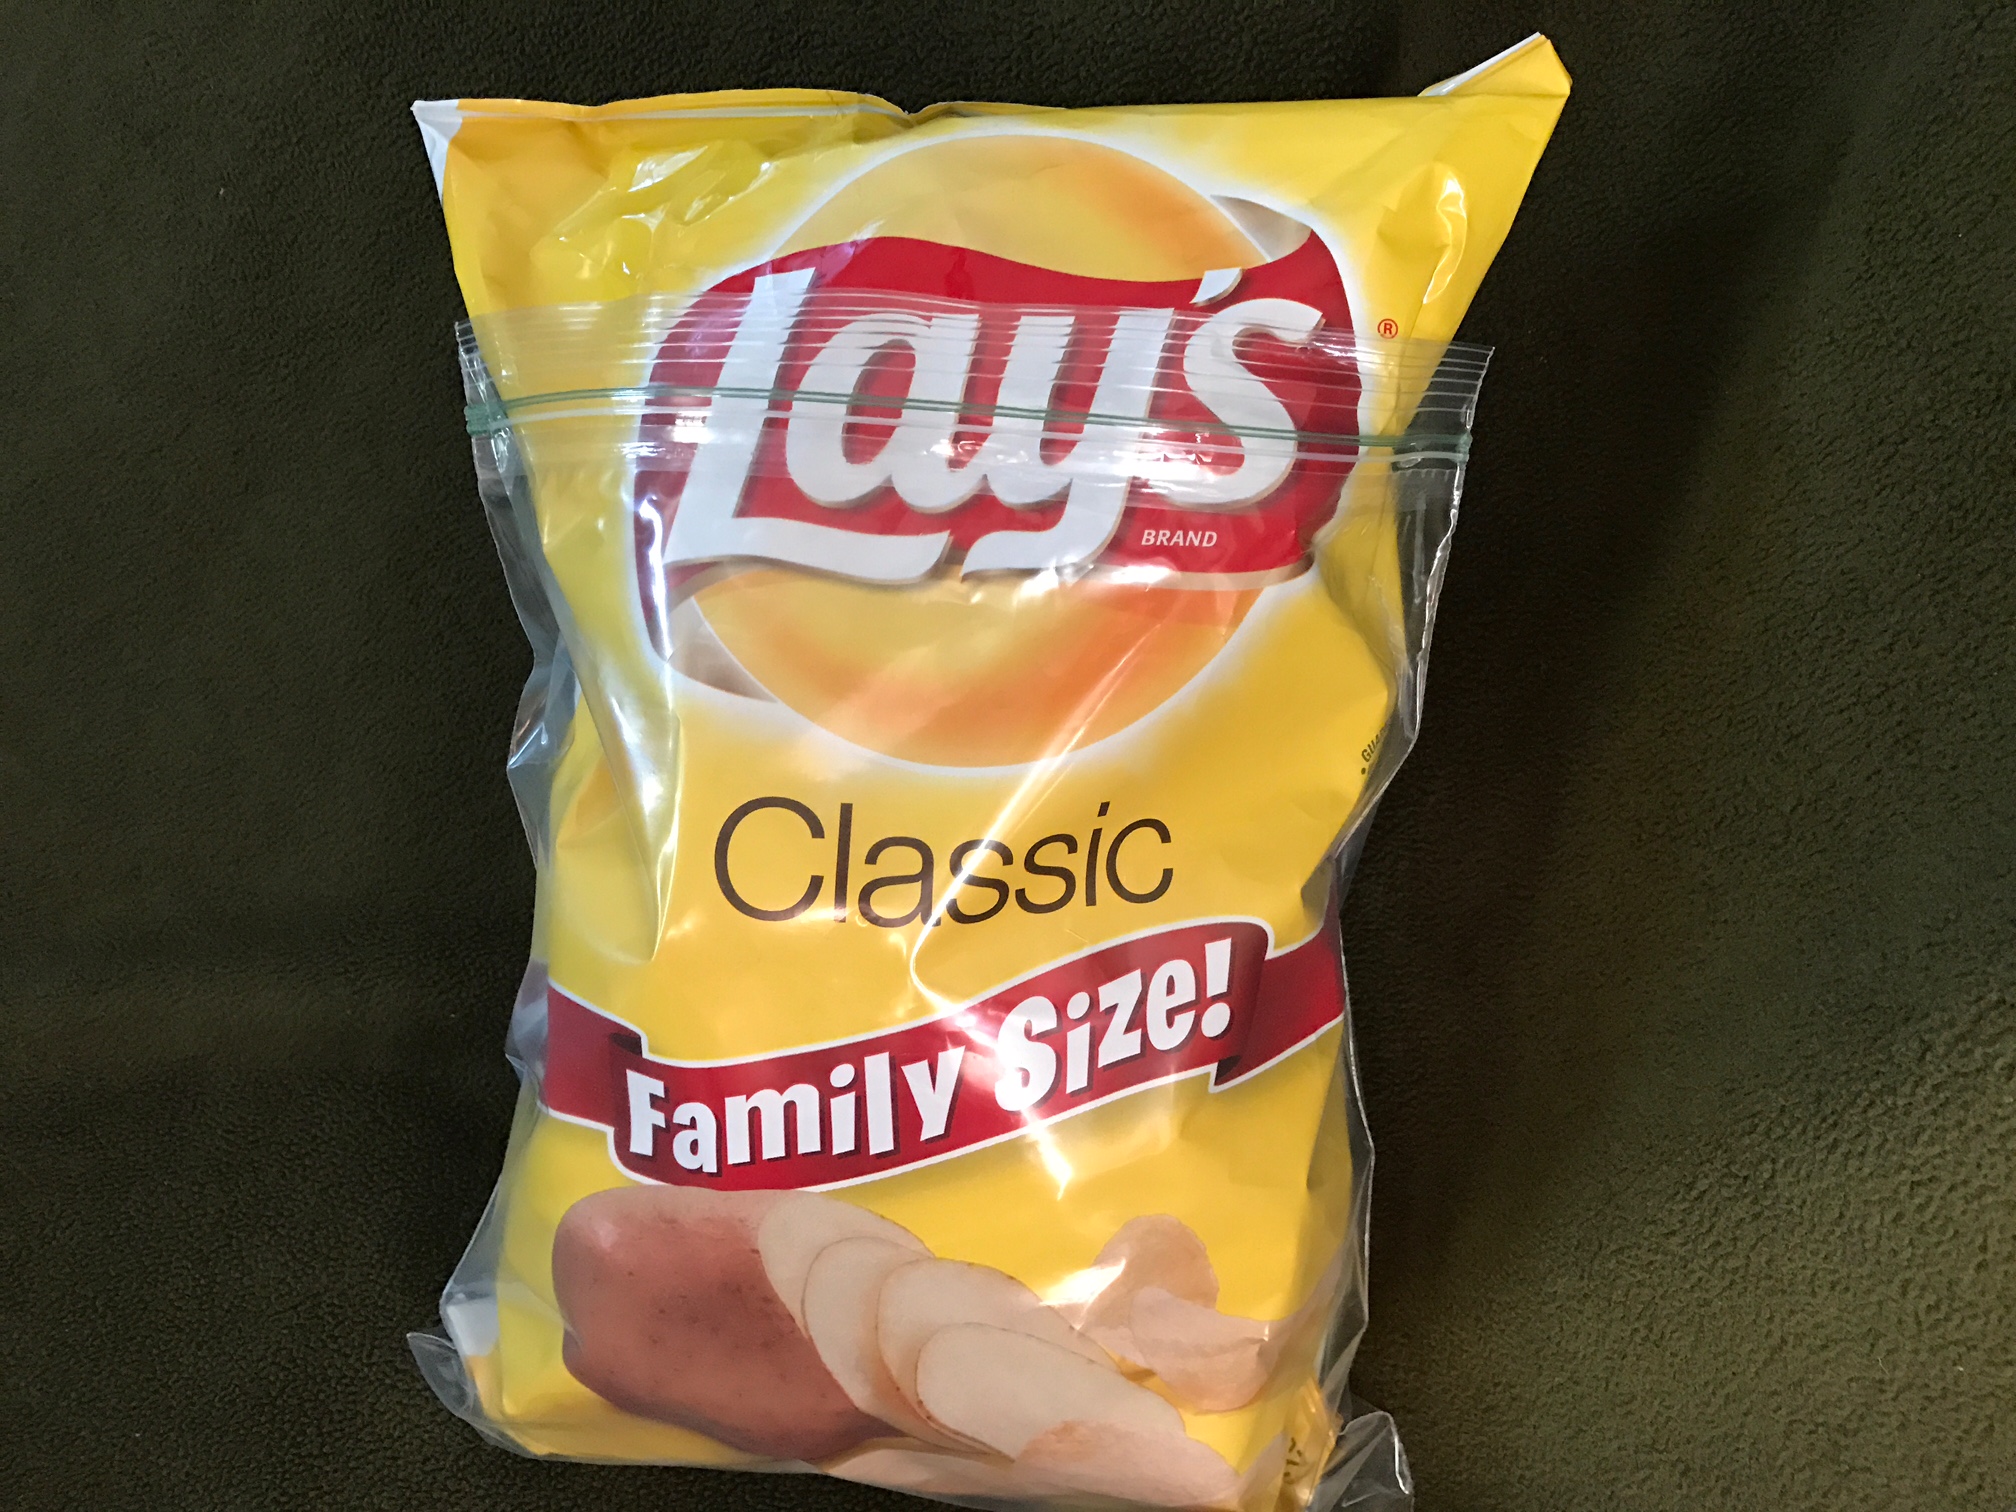 Lay's
®
BRAND
Classic
Family Size!